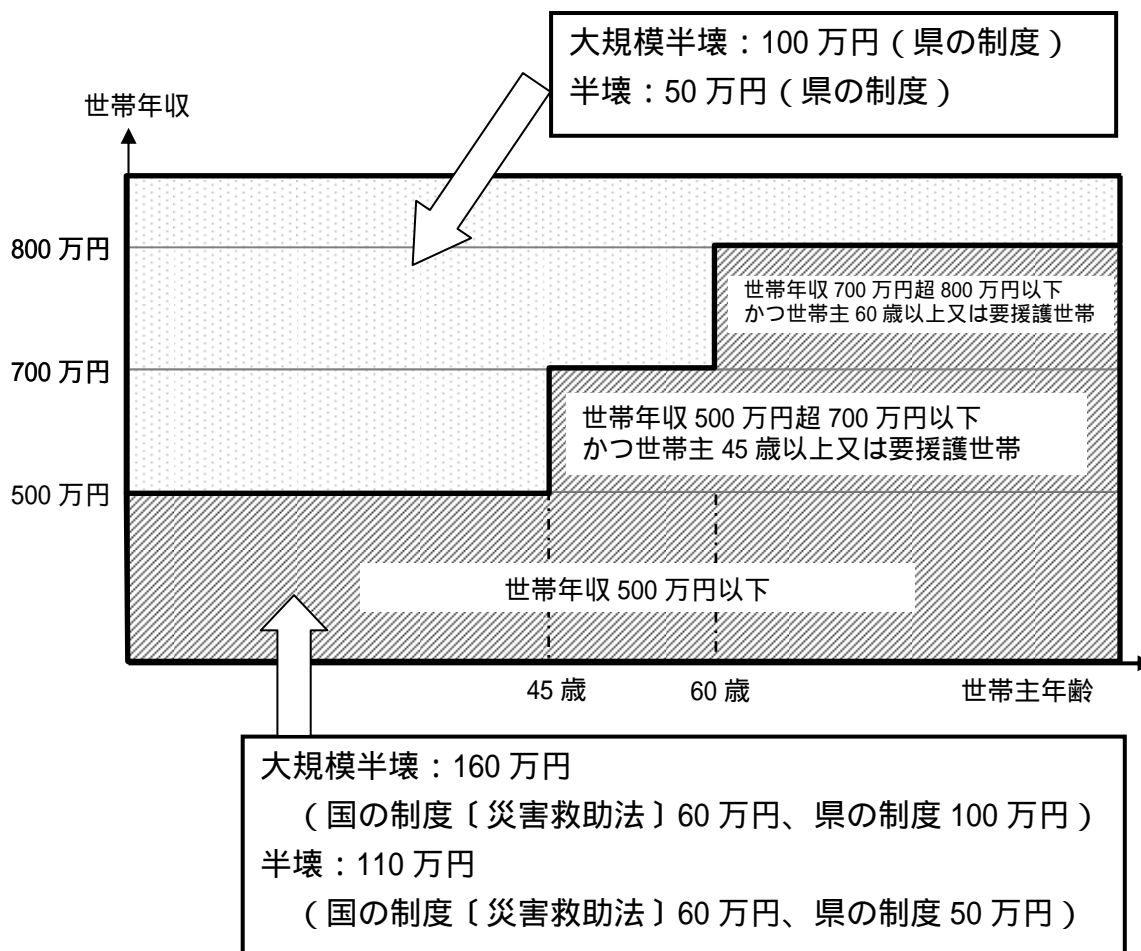 大規模半壊：100 万円（県の制度）
半壊：50 万円（県の制度）
世帯年収
800 万円
世帯年収 700 万円超 800 万円以下
かつ世帯主 60 歳以上又は要援護世帯
700 万円
世帯年収 500 万円超 700 万円以下
かつ世帯主 45 歳以上又は要援護世帯
500 万円
世帯年収 500 万円以下
45 歳
60 歳
世帯主年齢
大規模半壊：160 万円
（国の制度〔災害救助法〕60 万円、県の制度 100 万円）
半壊：110 万円
（国の制度〔災害救助法〕60 万円、県の制度 50 万円）